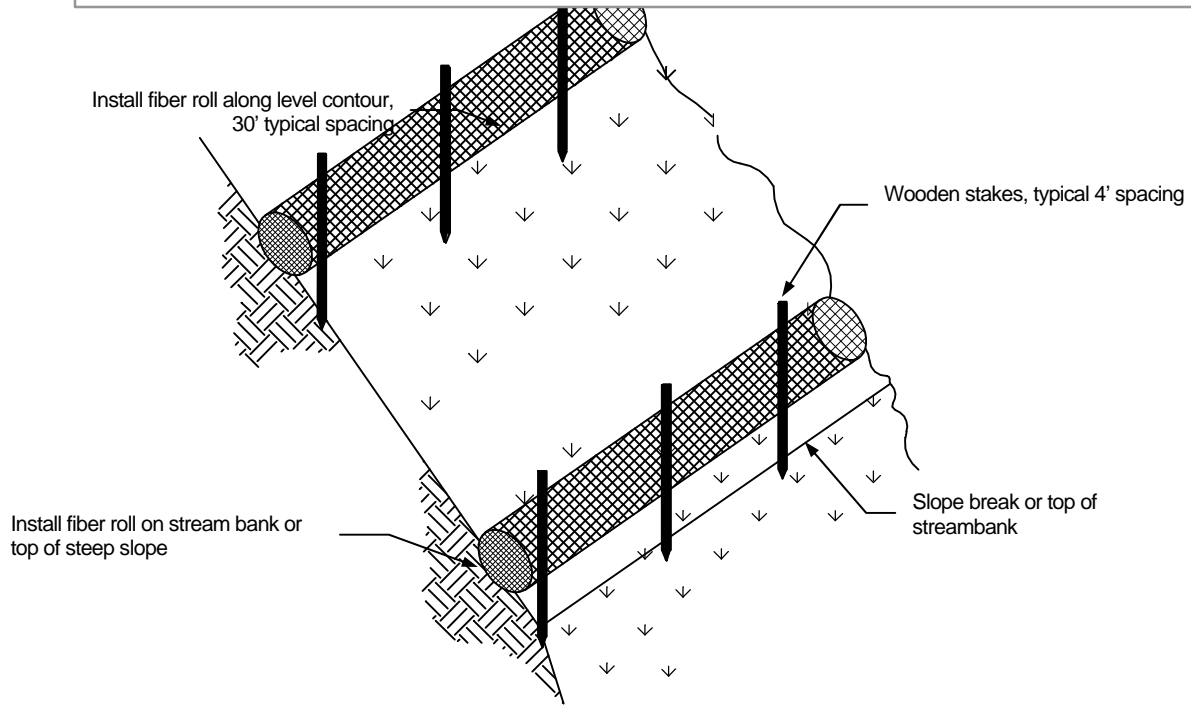 Install fiber roll along level contour,
30’ typical spacing
Wooden stakes, typical 4’ spacing
Install fiber roll on stream bank or
top of steep slope
Slope break or top of
streambank